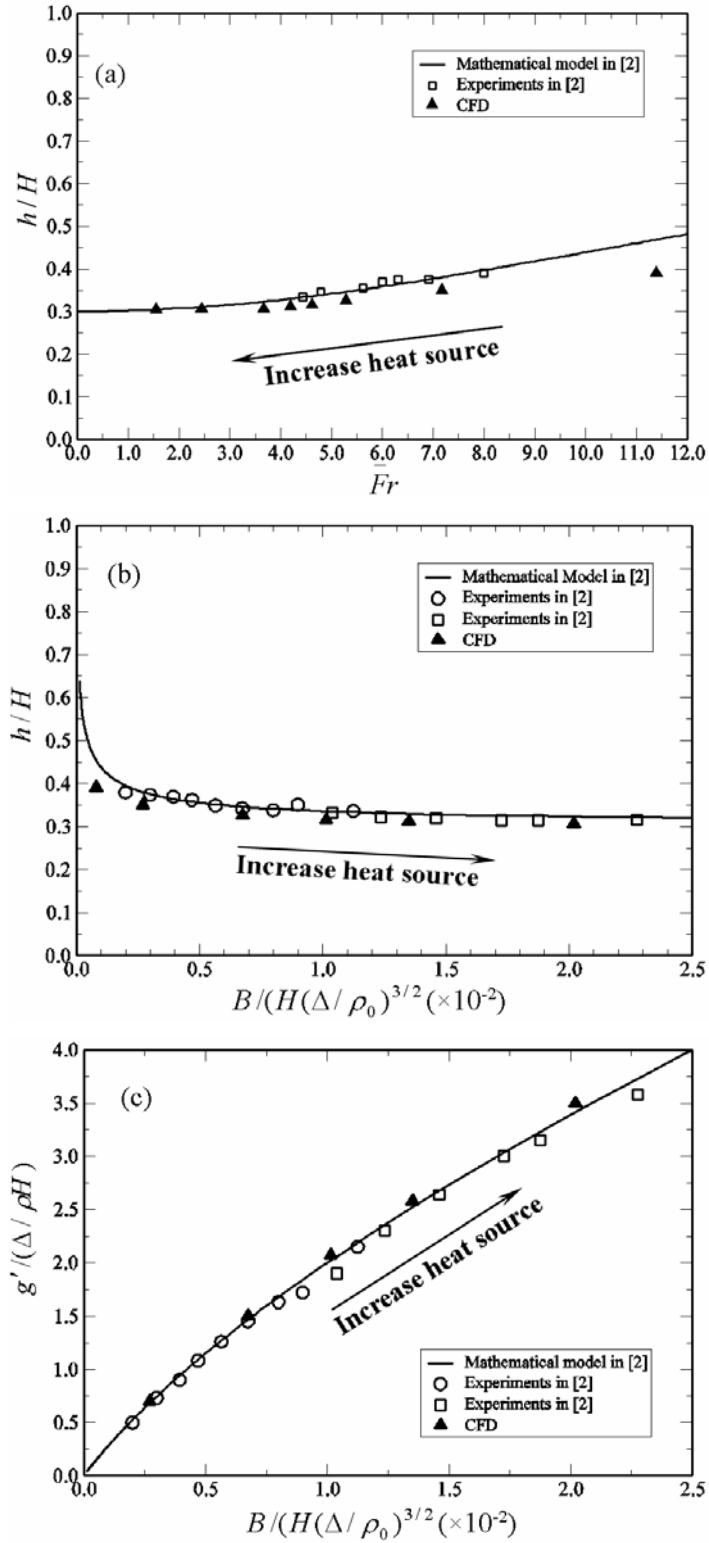 1.0
(a)
Mathematical model in [2]
Experiments in [2]
CFD
0.9
0.8
0.7
0.6
h/H
0.5
0.4
0.3
0.2
0.1
0.0
Increase heat source
0.0 1.0 2.0 3.0 4.0 5.0 6.0 7.0 8.0 9.0 10.0 11.0 12.0
F̄r
1.0
(b)
Mathematical Model in [2]
Experiments in [2]
Experiments in [2]
CFD
0.9
0.8
0.7
0.6
h/H
0.5
0.4
0.3
0.2
0.1
0.0
Increase heat source
0.0 0.5 1.0 1.5 2.0 2.5
B/(H(Δ/ρ₀)³ᐟ²(×10⁻²)
4.0
(c)
3.5
3.0
2.5
g′/(Δ/ρH)
2.0
1.5
1.0
0.5
0.0
Increase heat source
Mathematical model in [2]
Experiments in [2]
Experiments in [2]
CFD
0.0 0.5 1.0 1.5 2.0 2.5
B/(H(Δ/ρ₀)³ᐟ²(×10⁻²)